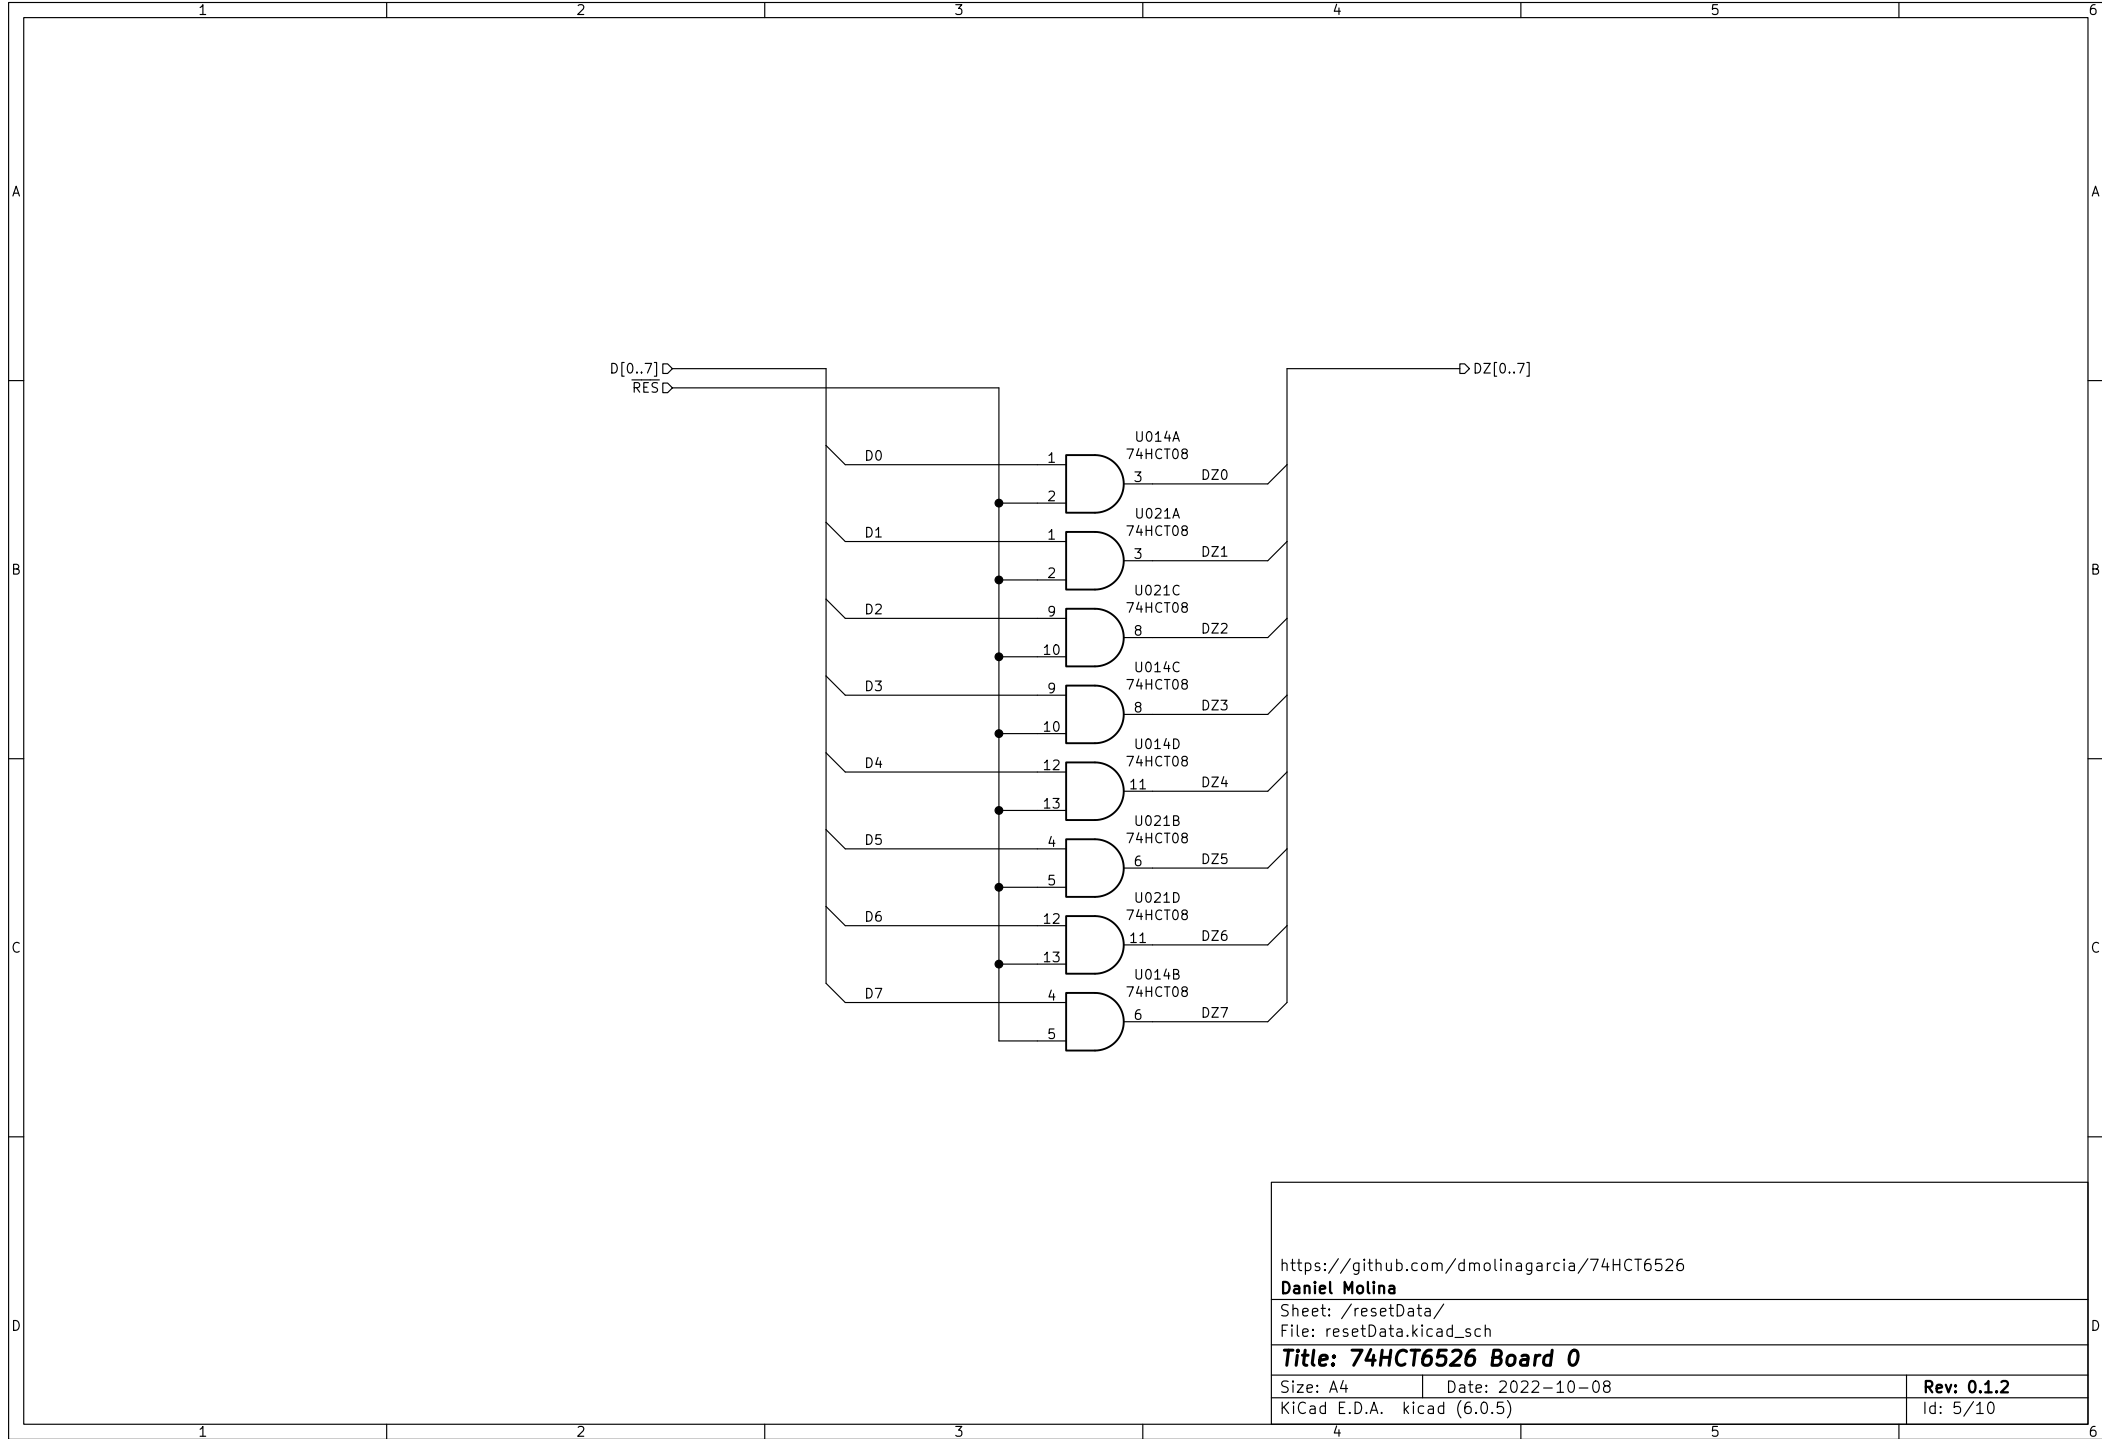 1 2 3 4 5 6
A A
D[0..7] DZ[0..7]
RES
U014A
74HCT08
D0 1 3 DZ0
2
U021A
74HCT08
D1 1 3 DZ1
2
B B
U021C
74HCT08
D2 9 8 DZ2
10
U014C
74HCT08
D3 9 8 DZ3
10
U014D
74HCT08
D4 12 11 DZ4
13
U021B
74HCT08
D5 4 6 DZ5
5
U021D
74HCT08
D6 12 11 DZ6
13
C C
U014B
74HCT08
D7 4 6 DZ7
5
https://github.com/dmolinagarcia/74HCT6526
Daniel Molina
Sheet: /resetData/
File: resetData.kicad_sch
D D
Title: 74HCT6526 Board 0
Size: A4 Date: 2022-10-08 Rev: 0.1.2
KiCad E.D.A. kicad (6.0.5) Id: 5/10
1 2 3 4 5 6